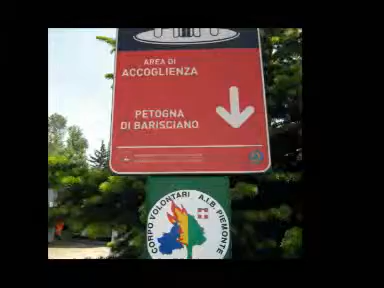 AREA DI
ACCOGLIENZA
PETOGNA
DI BARISCIANO
CORPO VOLONTARI A.I.B. PIEMONTE